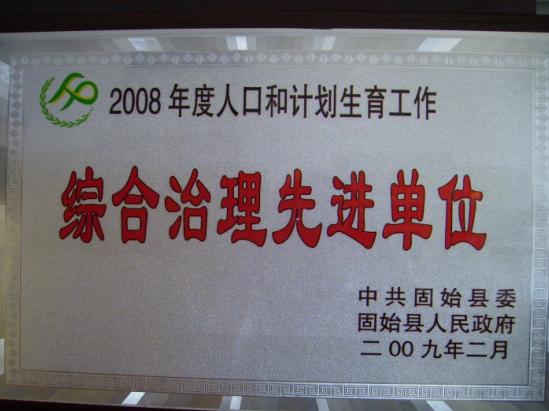 2008年度人口和计划生育工作
综合治理先进单位
中共固始县委
固始县人民政府
二00九年二月